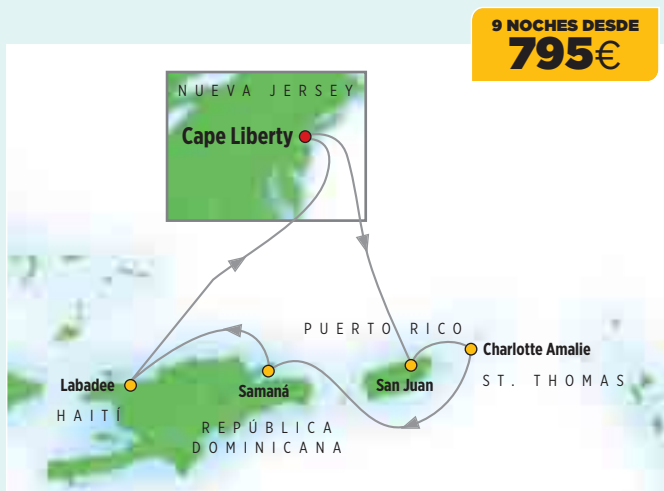 9 NOCHES DESDE
795€
NUEVA JERSEY
Cape Liberty
PUERTO RICO
Charlotte Amalie
Labadee
Samaná
San Juan
ST. THOMAS
HAITÍ
REPÚBLICA
DOMINICANA